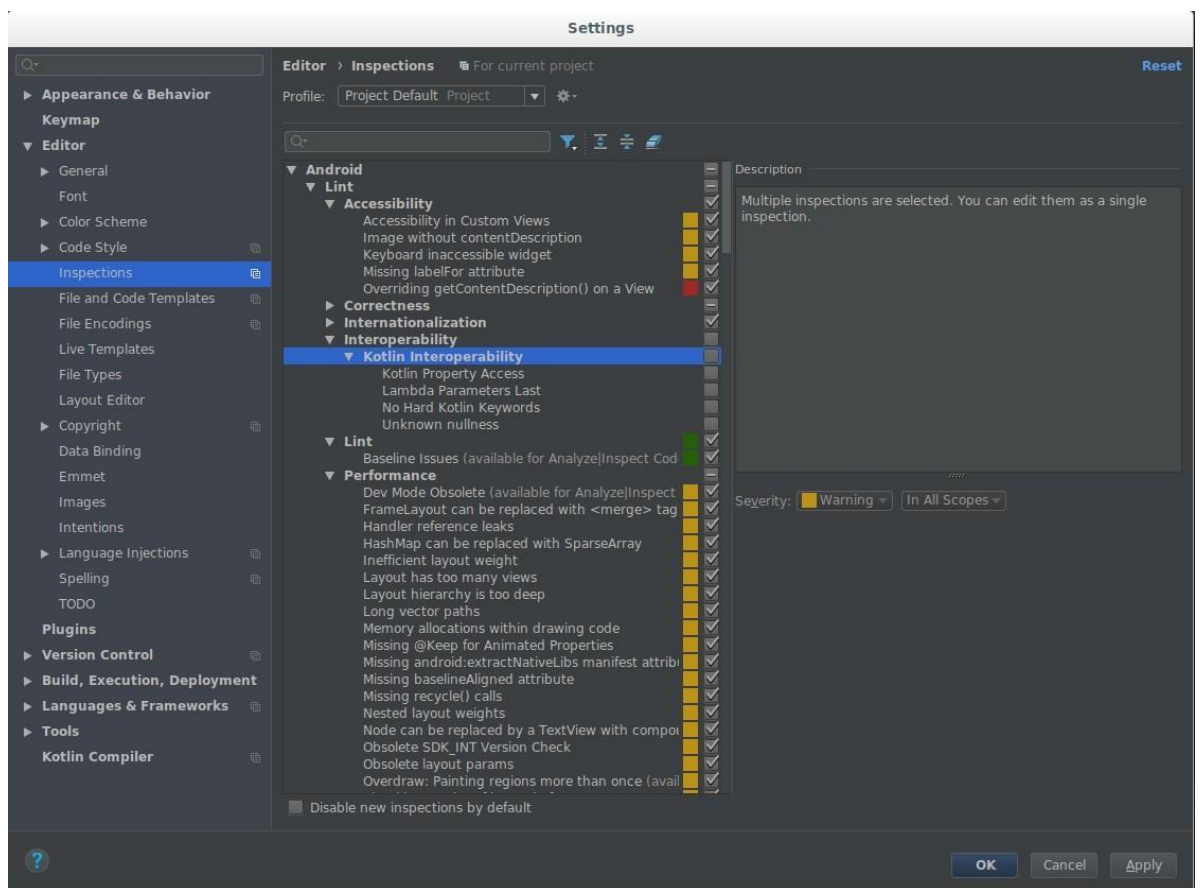 Settings
Appearance & Behavior
Keymap
Editor
General
Font
Color Scheme
Code Style
Inspections
File and Code Templates
File Encodings
Live Templates
File Types
Layout Editor
Copyright
Data Binding
Emmet
Images
Intentions
Language Injections
Spelling
TODO
Plugins
Version Control
Build, Execution, Deployment
Languages & Frameworks
Tools
Kotlin Compiler
Editor › Inspections For current project Reset
Profile: Project Default Project
Android
Lint
Accessibility
Accessibility in Custom Views
Image without contentDescription
Keyboard inaccessible widget
Missing labelFor attribute
Overriding getContentDescription() on a View
Correctness
Internationalization
Interoperability
Kotlin Interoperability
Kotlin Property Access
Lambda Parameters Last
No Hard Kotlin Keywords
Unknown nullness
Lint
Baseline Issues (available for Analyze|Inspect Cod
Performance
Dev Mode Obsolete (available for Analyze|Inspect
FrameLayout can be replaced with <merge> tag
Handler reference leaks
HashMap can be replaced with SparseArray
Inefficient layout weight
Layout has too many views
Layout hierarchy is too deep
Long vector paths
Memory allocations within drawing code
Missing @Keep for Animated Properties
Missing android:extractNativeLibs manifest attrib
Missing baselineAligned attribute
Missing recycle() calls
Nested layout weights
Node can be replaced by a TextView with compou
Obsolete SDK_INT Version Check
Obsolete layout params
Overdraw: Painting regions more than once (avail
Disable new inspections by default
Description
Multiple inspections are selected. You can edit them as a single
inspection.
Severity: Warning In All Scopes
?
OK Cancel Apply